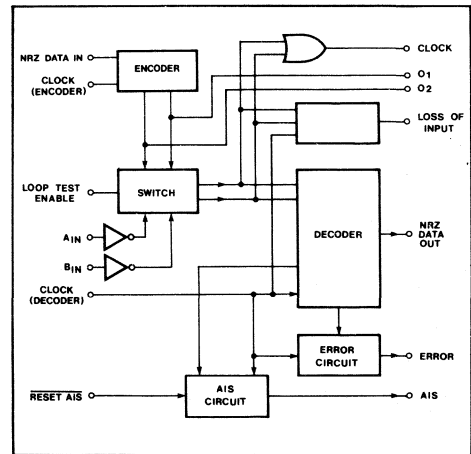 NRZ DATA IN
CLOCK
(ENCODER)
ENCODER
CLOCK
O1
O2
LOSS OF
INPUT
LOOP TEST
ENABLE
SWITCH
DECODER
NRZ
DATA
OUT
AIN
BIN
CLOCK
(DECODER)
ERROR
CIRCUIT
ERROR
RESET AIS
AIS
CIRCUIT
AIS